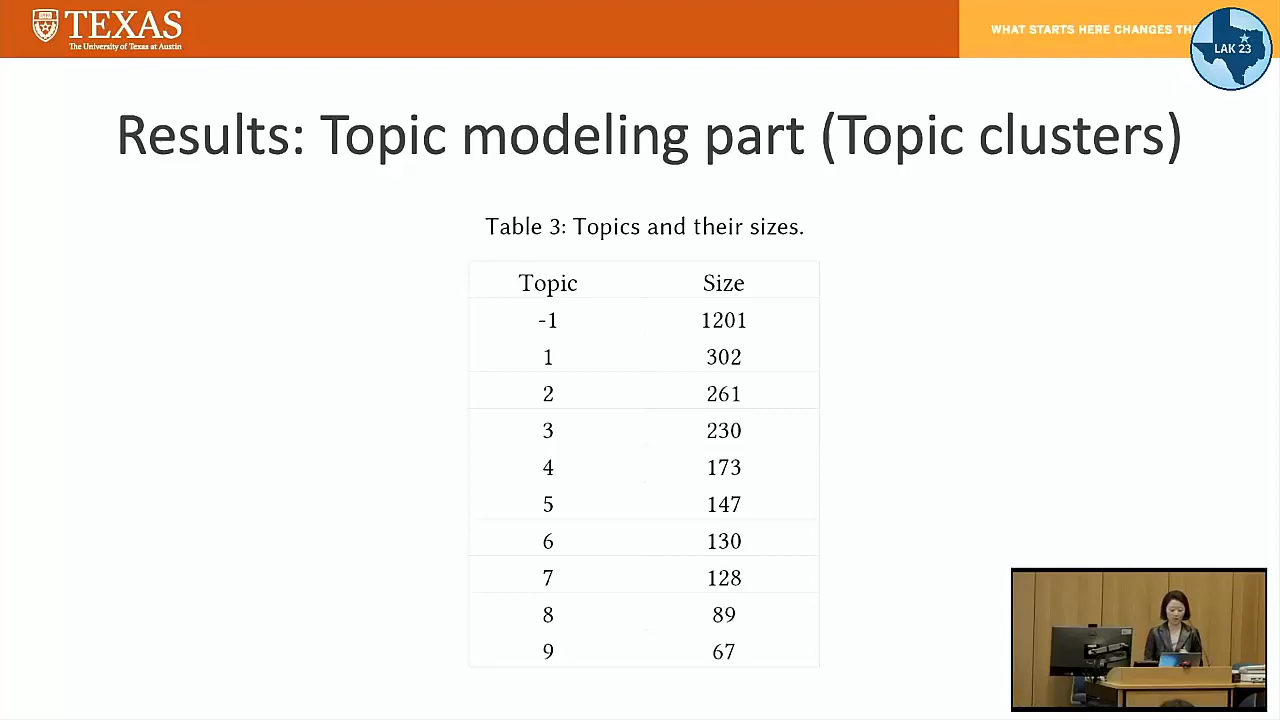 TEXAS
The University of Texas at Austin
WHAT STARTS HERE CHANGES TH
LAK 23
Results: Topic modeling part (Topic clusters)
Table 3: Topics and their sizes.
Topic Size
-1 1201
1 302
2 261
3 230
4 173
5 147
6 130
7 128
8 89
9 67